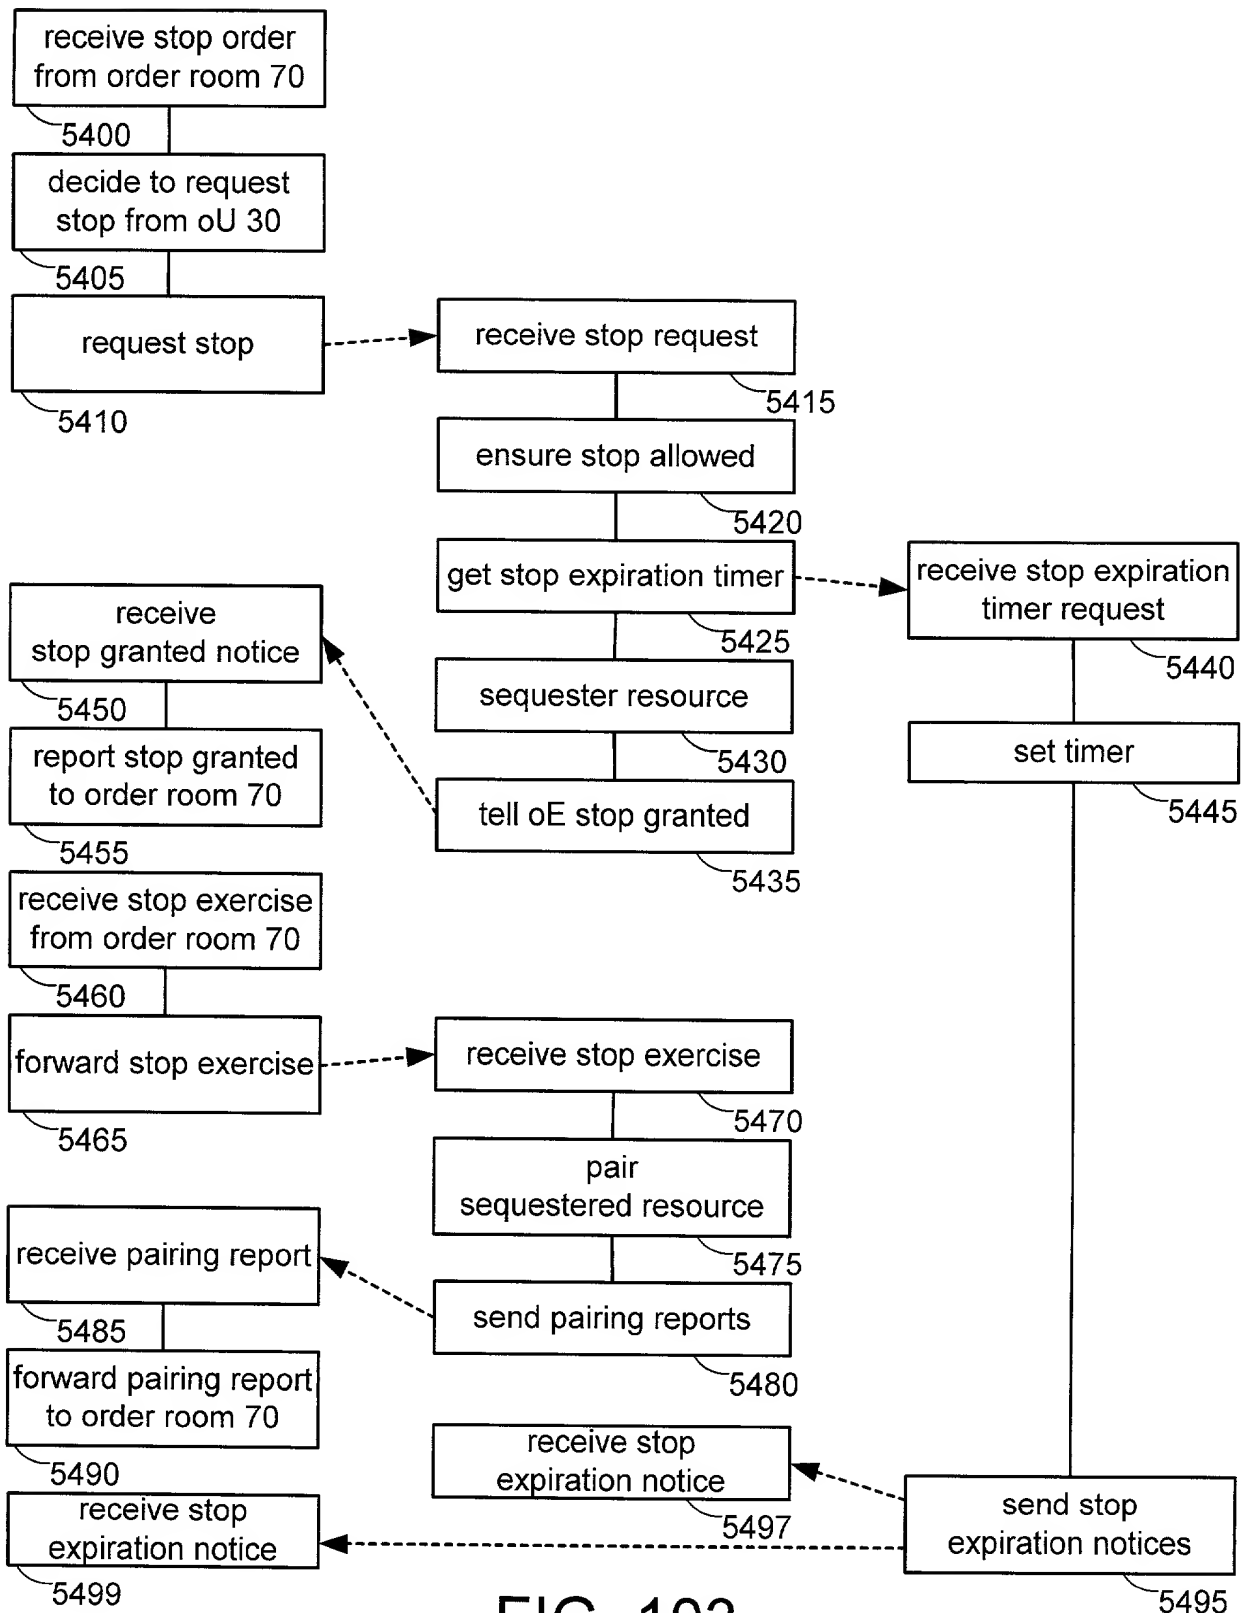 receive stop order
from order room 70
5400
decide to request
stop from oU 30
5405
request stop
5410
receive stop request
5415
ensure stop allowed
5420
get stop expiration timer
5425
receive stop expiration
timer request
5440
receive
stop granted notice
5450
sequester resource
5430
set timer
5445
report stop granted
to order room 70
5455
tell oE stop granted
5435
receive stop exercise
from order room 70
5460
forward stop exercise
5465
receive stop exercise
5470
pair
sequestered resource
5475
receive pairing report
5485
send pairing reports
5480
forward pairing report
to order room 70
5490
receive stop
expiration notice
5497
send stop
expiration notices
5495
receive stop
expiration notice
5499